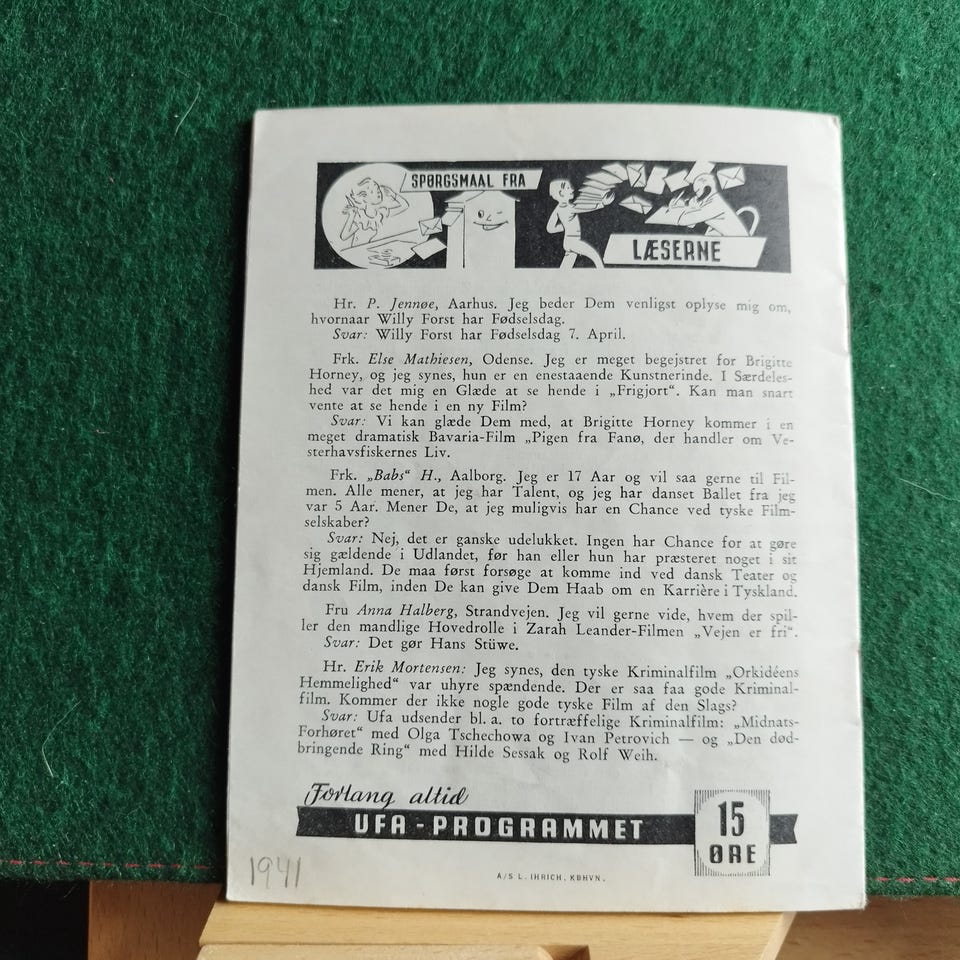 SPØRGSMAAL FRA
LÆSERNE
Hr. P. Jennøe, Aarhus. Jeg beder Dem venligst oplyse mig om,
hvornaar Willy Forst har Fødselsdag.
Svar: Willy Forst har Fødselsdag 7. April.
Frk. Else Mathiesen, Odense. Jeg er meget begejstret for Brigitte
Horney, og jeg synes, hun er en enestaaende Kunstnerinde. I Særdeles-
hed var det mig en Glæde at se hende i „Frigjort“. Kan man snart
vente at se hende i en ny Film?
Svar: Vi kan glæde Dem med, at Brigitte Horney kommer i en
meget dramatisk Bavaria-Film „Pigen fra Fanø, der handler om Ve-
sterhavsfiskernes Liv.
Frk. „Babs“ H., Aalborg. Jeg er 17 Aar og vil saa gerne til Fil-
men. Alle mener, at jeg har Talent, og jeg har danset Ballet fra jeg
var 5 Aar. Mener De, at jeg muligvis har en Chance ved tyske Film-
selskaber?
Svar: Nej, det er ganske udelukket. Ingen har Chance for at gøre
sig gældende i Udlandet, før han eller hun har præsteret noget i sit
Hjemland. De maa først forsøge at komme ind ved dansk Teater og
dansk Film, inden De kan give Dem Haab om en Karrière i Tyskland.
Fru Anna Halberg, Strandvejen. Jeg vil gerne vide, hvem der spil-
ler den mandlige Hovedrolle i Zarah Leander-Filmen „Vejen er fri“.
Svar: Det gør Hans Stüwe.
Hr. Erik Mortensen: Jeg synes, den tyske Kriminalfilm „Orkidéens
Hemmelighed“ var uhyre spændende. Der er saa faa gode Kriminal-
film. Kommer der ikke nogle gode tyske Film af den Slags?
Svar: Ufa udsender bl. a. to fortræffelige Kriminalfilm: „Midnats-
Forhøret“ med Olga Tschechowa og Ivan Petrovich — og „Den død-
bringende Ring“ med Hilde Sessak og Rolf Weih.
Forlang altid
UFA-PROGRAMMET
15
ØRE
1941
A/S L. IHRICH, KBHVN.